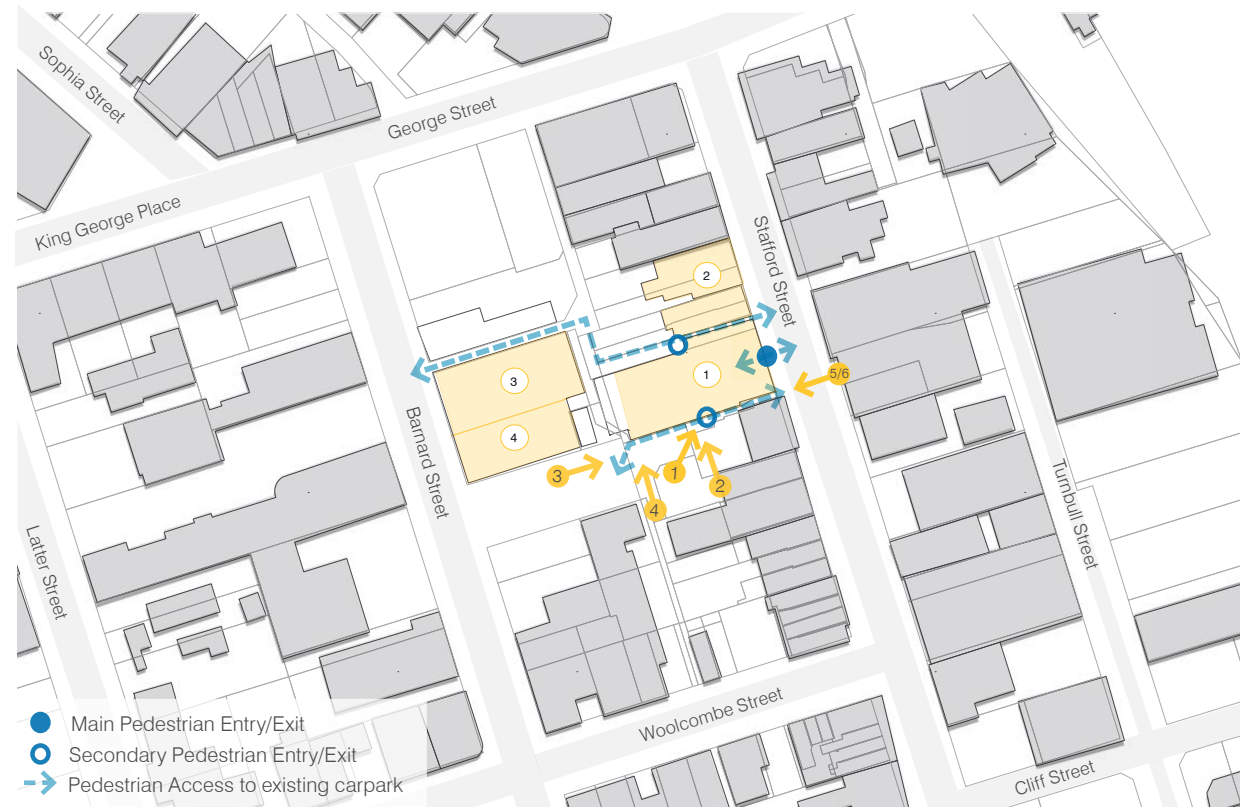 Sophia Street
George Street
King George Place
Stafford Street
2
1
5/6
3
4
Barnard Street
3
1
2
4
Turnbull Street
Latter Street
Woolcombe Street
Cliff Street
Main Pedestrian Entry/Exit
Secondary Pedestrian Entry/Exit
Pedestrian Access to existing carpark